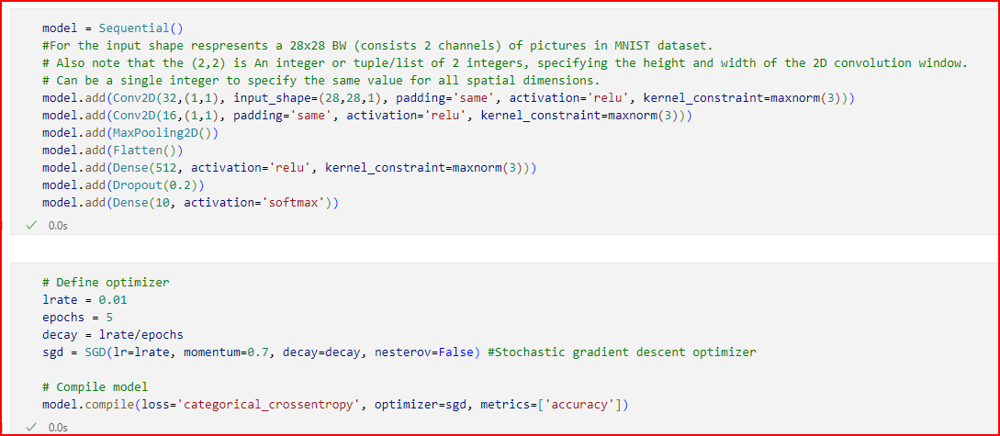 model = Sequential()
#For the input shape respresents a 28x28 BW (consists 2 channels) of pictures in MNIST dataset.
# Also note that the (2,2) is An integer or tuple/list of 2 integers, specifying the height and width of the 2D convolution window.
# Can be a single integer to specify the same value for all spatial dimensions.
model.add(Conv2D(32,(1,1), input_shape=(28,28,1), padding='same', activation='relu', kernel_constraint=maxnorm(3)))
model.add(Conv2D(16,(1,1), padding='same', activation='relu', kernel_constraint=maxnorm(3)))
model.add(MaxPooling2D())
model.add(Flatten())
model.add(Dense(512, activation='relu', kernel_constraint=maxnorm(3)))
model.add(Dropout(0.2))
model.add(Dense(10, activation='softmax'))
✓ 0.0s
# Define optimizer
lrate = 0.01
epochs = 5
decay = lrate/epochs
sgd = SGD(lr=lrate, momentum=0.7, decay=decay, nesterov=False) #Stochastic gradient descent optimizer
# Compile model
model.compile(loss='categorical_crossentropy', optimizer=sgd, metrics=['accuracy'])
✓ 0.0s